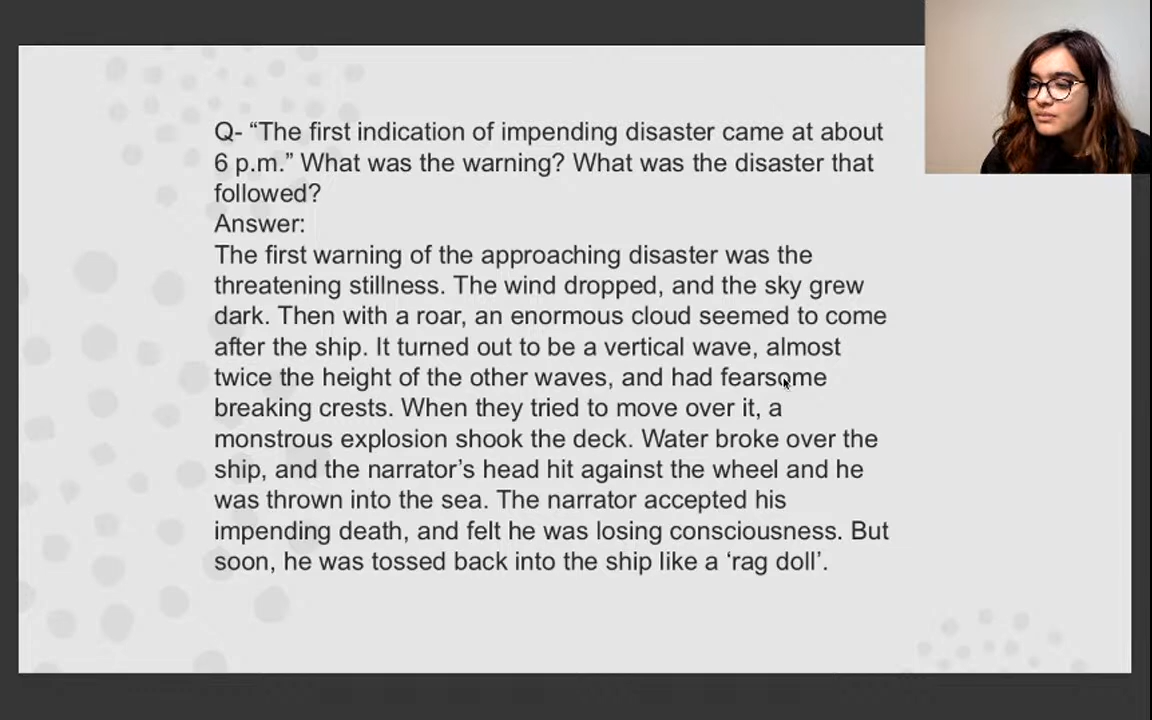 Q- “The first indication of impending disaster came at about
6 p.m.” What was the warning? What was the disaster that
followed?
Answer:
The first warning of the approaching disaster was the
threatening stillness. The wind dropped, and the sky grew
dark. Then with a roar, an enormous cloud seemed to come
after the ship. It turned out to be a vertical wave, almost
twice the height of the other waves, and had fearsome
breaking crests. When they tried to move over it, a
monstrous explosion shook the deck. Water broke over the
ship, and the narrator’s head hit against the wheel and he
was thrown into the sea. The narrator accepted his
impending death, and felt he was losing consciousness. But
soon, he was tossed back into the ship like a ‘rag doll’.